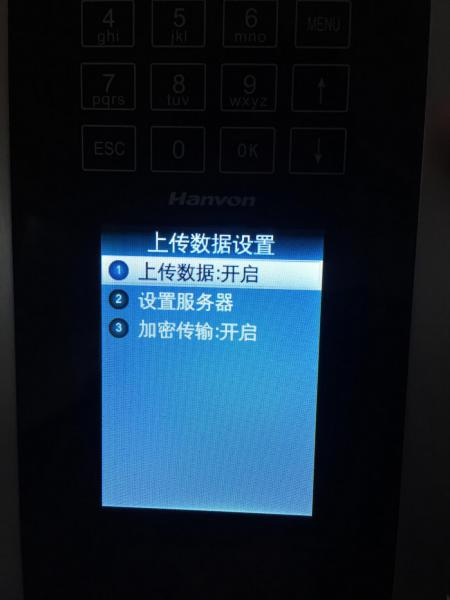 4 5 6 MENU
ghi jkl mno
7 8 9 ↑
pqrs tuv wxyz
ESC 0 OK ↓
Hanvon
上传数据设置
1 上传数据:开启
2 设置服务器
3 加密传输:开启